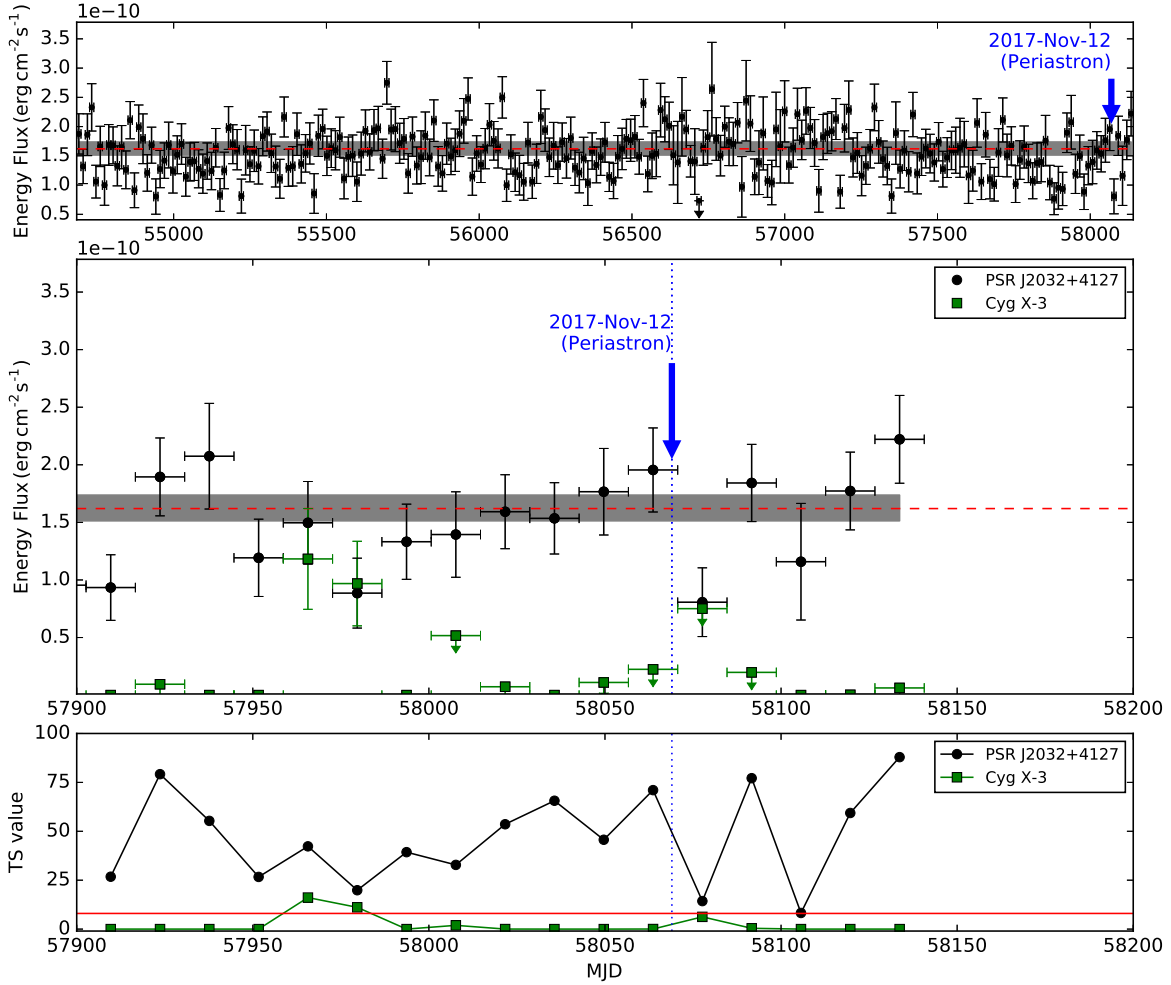 1e−10
Energy Flux (erg cm⁻² s⁻¹)
3.5
3.0
2.5
2.0
1.5
1.0
0.5
2017-Nov-12
(Periastron)
55000 55500 56000 56500 57000 57500 58000
1e−10
Energy Flux (erg cm⁻² s⁻¹)
3.5
3.0
2.5
2.0
1.5
1.0
0.5
PSR J2032+4127
Cyg X-3
2017-Nov-12
(Periastron)
57900 57950 58000 58050 58100 58150 58200
TS value
100
75
50
25
0
PSR J2032+4127
Cyg X-3
57900 57950 58000 58050 58100 58150 58200
MJD